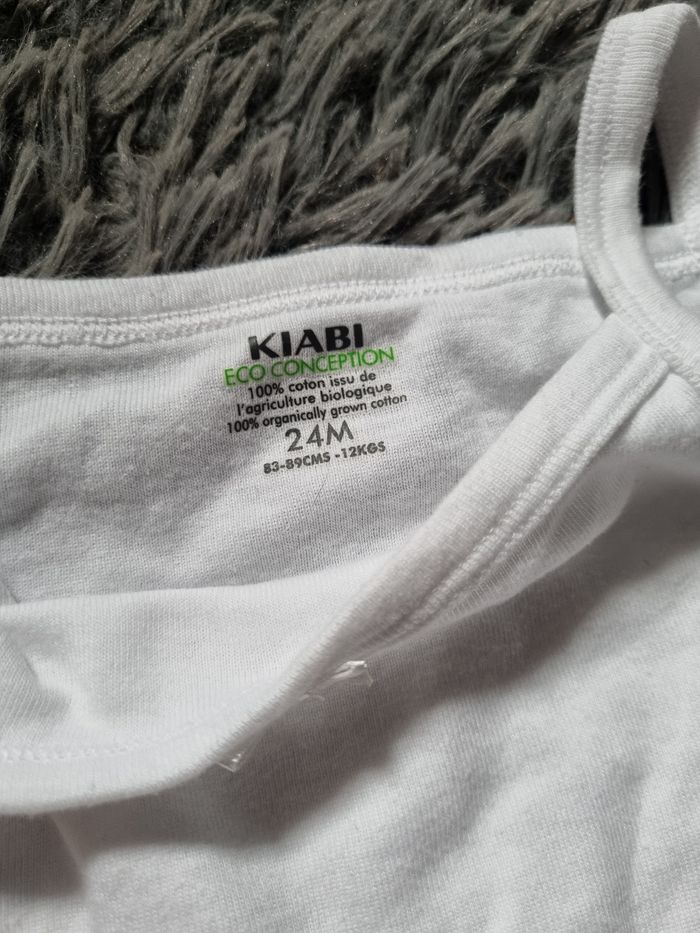 KIABI
ECO CONCEPTION
100% coton issu de
l'agriculture biologique
100% organically grown cotton
24M
83-89CMS -12KGS